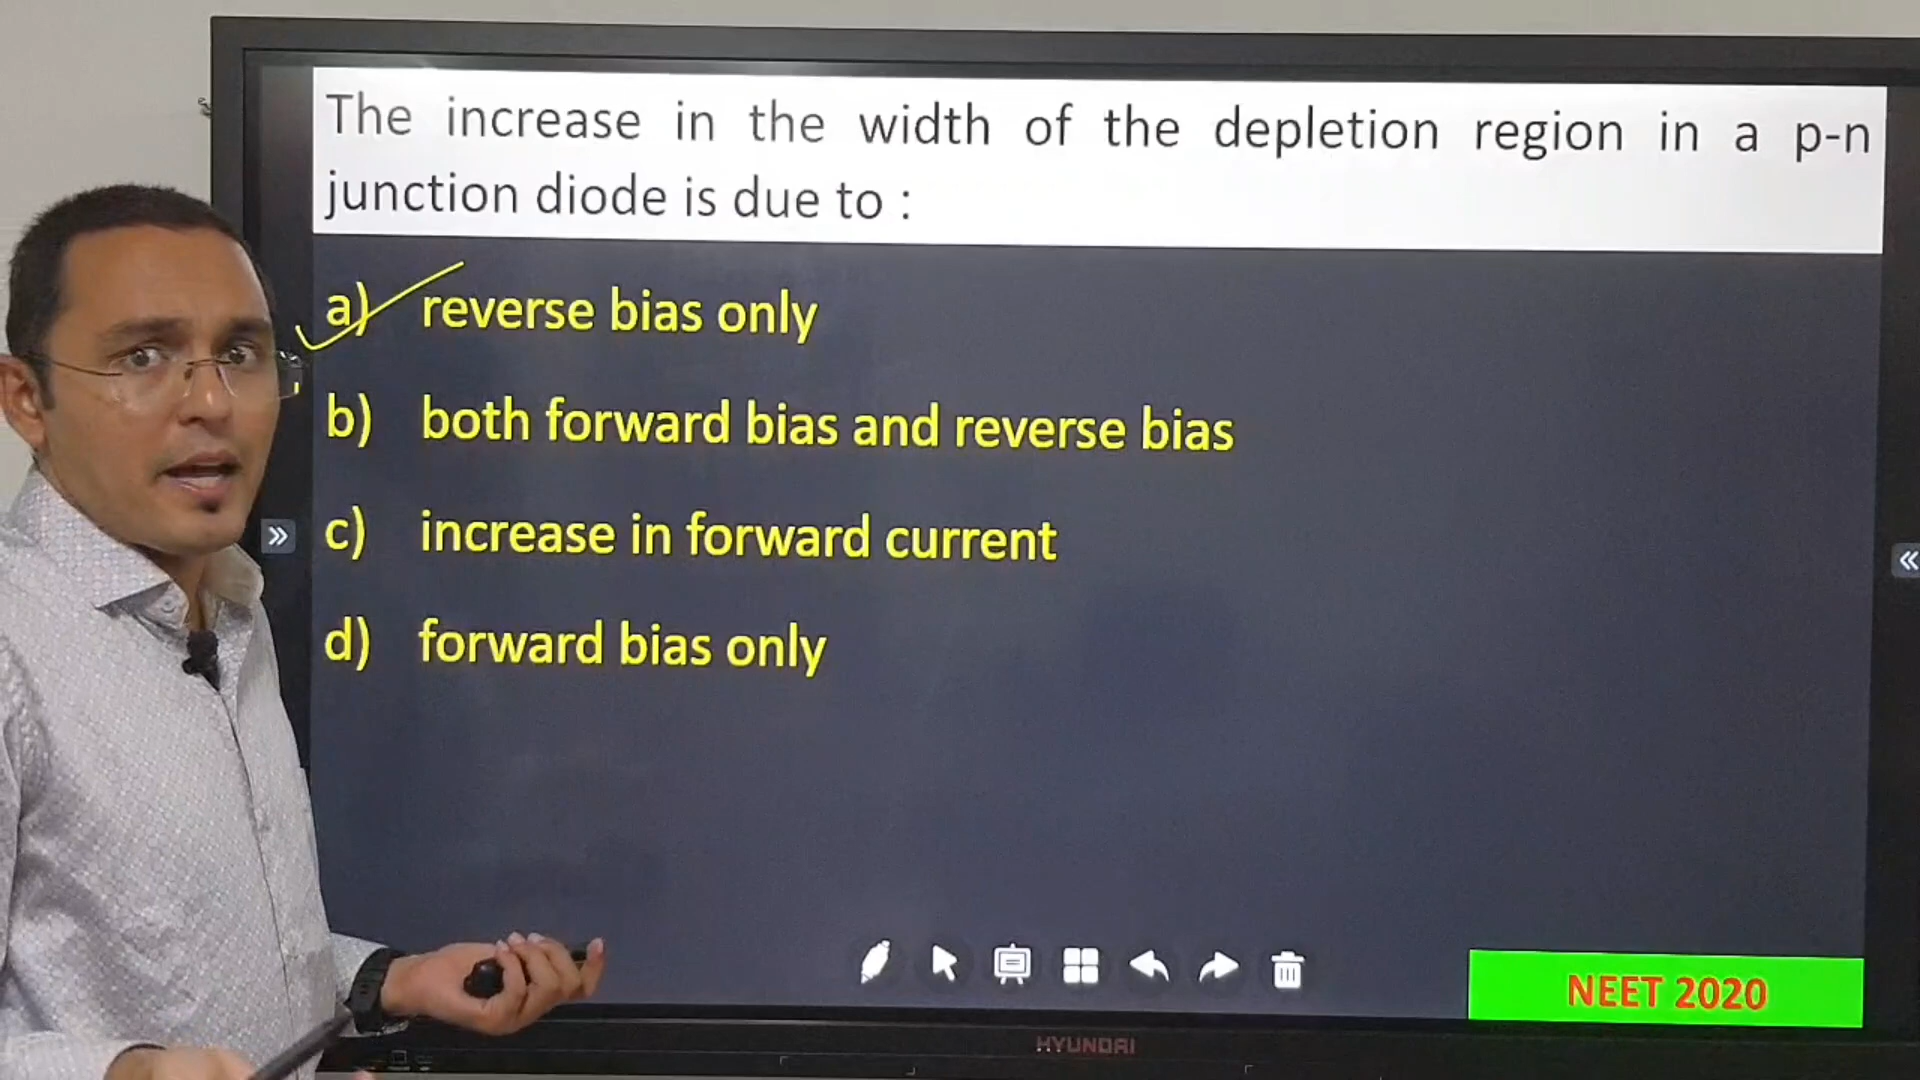 The increase in the width of the depletion region in a p-n
junction diode is due to :
a) reverse bias only
b) both forward bias and reverse bias
c) increase in forward current
d) forward bias only
NEET 2020
HYUNDAI